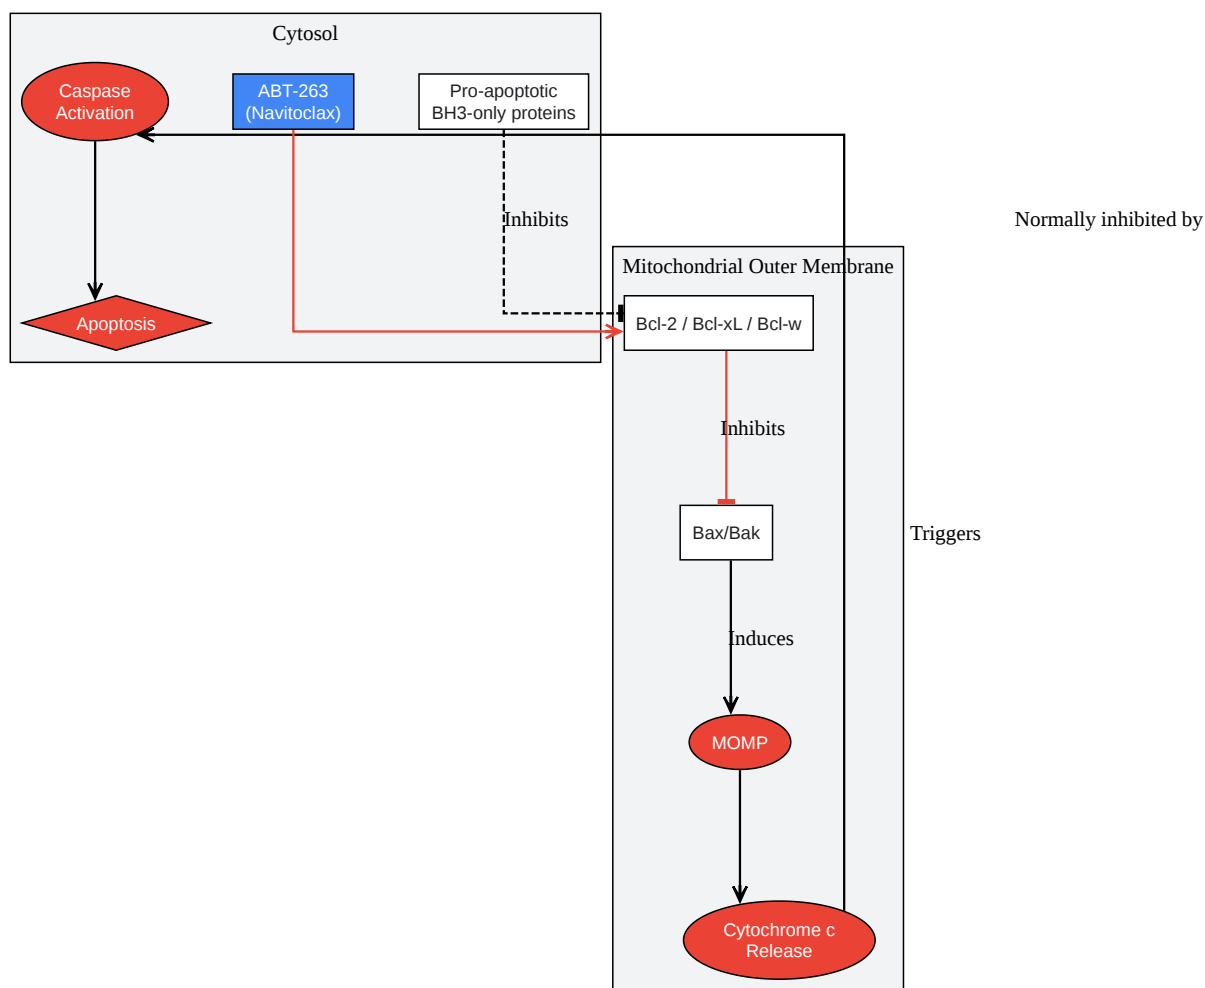 Cytosol
Caspase
Activation
ABT-263
(Navitoclax)
Pro-apoptotic
BH3-only proteins
Inhibits
Normally inhibited by
Mitochondrial Outer Membrane
Apoptosis
Bcl-2 / Bcl-xL / Bcl-w
Inhibits
Bax/Bak
Triggers
Induces
MOMP
Cytochrome c
Release